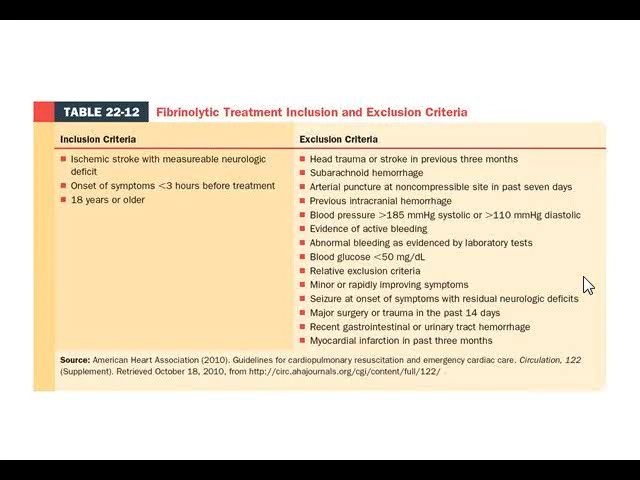 TABLE 22-12 Fibrinolytic Treatment Inclusion and Exclusion Criteria
Inclusion Criteria
Ischemic stroke with measureable neurologic
deficit
Onset of symptoms <3 hours before treatment
18 years or older
Exclusion Criteria
Head trauma or stroke in previous three months
Subarachnoid hemorrhage
Arterial puncture at noncompressible site in past seven days
Previous intracranial hemorrhage
Blood pressure >185 mmHg systolic or >110 mmHg diastolic
Evidence of active bleeding
Abnormal bleeding as evidenced by laboratory tests
Blood glucose <50 mg/dL
Relative exclusion criteria
Minor or rapidly improving symptoms
Seizure at onset of symptoms with residual neurologic deficits
Major surgery or trauma in the past 14 days
Recent gastrointestinal or urinary tract hemorrhage
Myocardial infarction in past three months
Source: American Heart Association (2010). Guidelines for cardiopulmonary resuscitation and emergency cardiac care. Circulation, 122
(Supplement). Retrieved October 18, 2010, from http://circ.ahajournals.org/cgi/content/full/122/